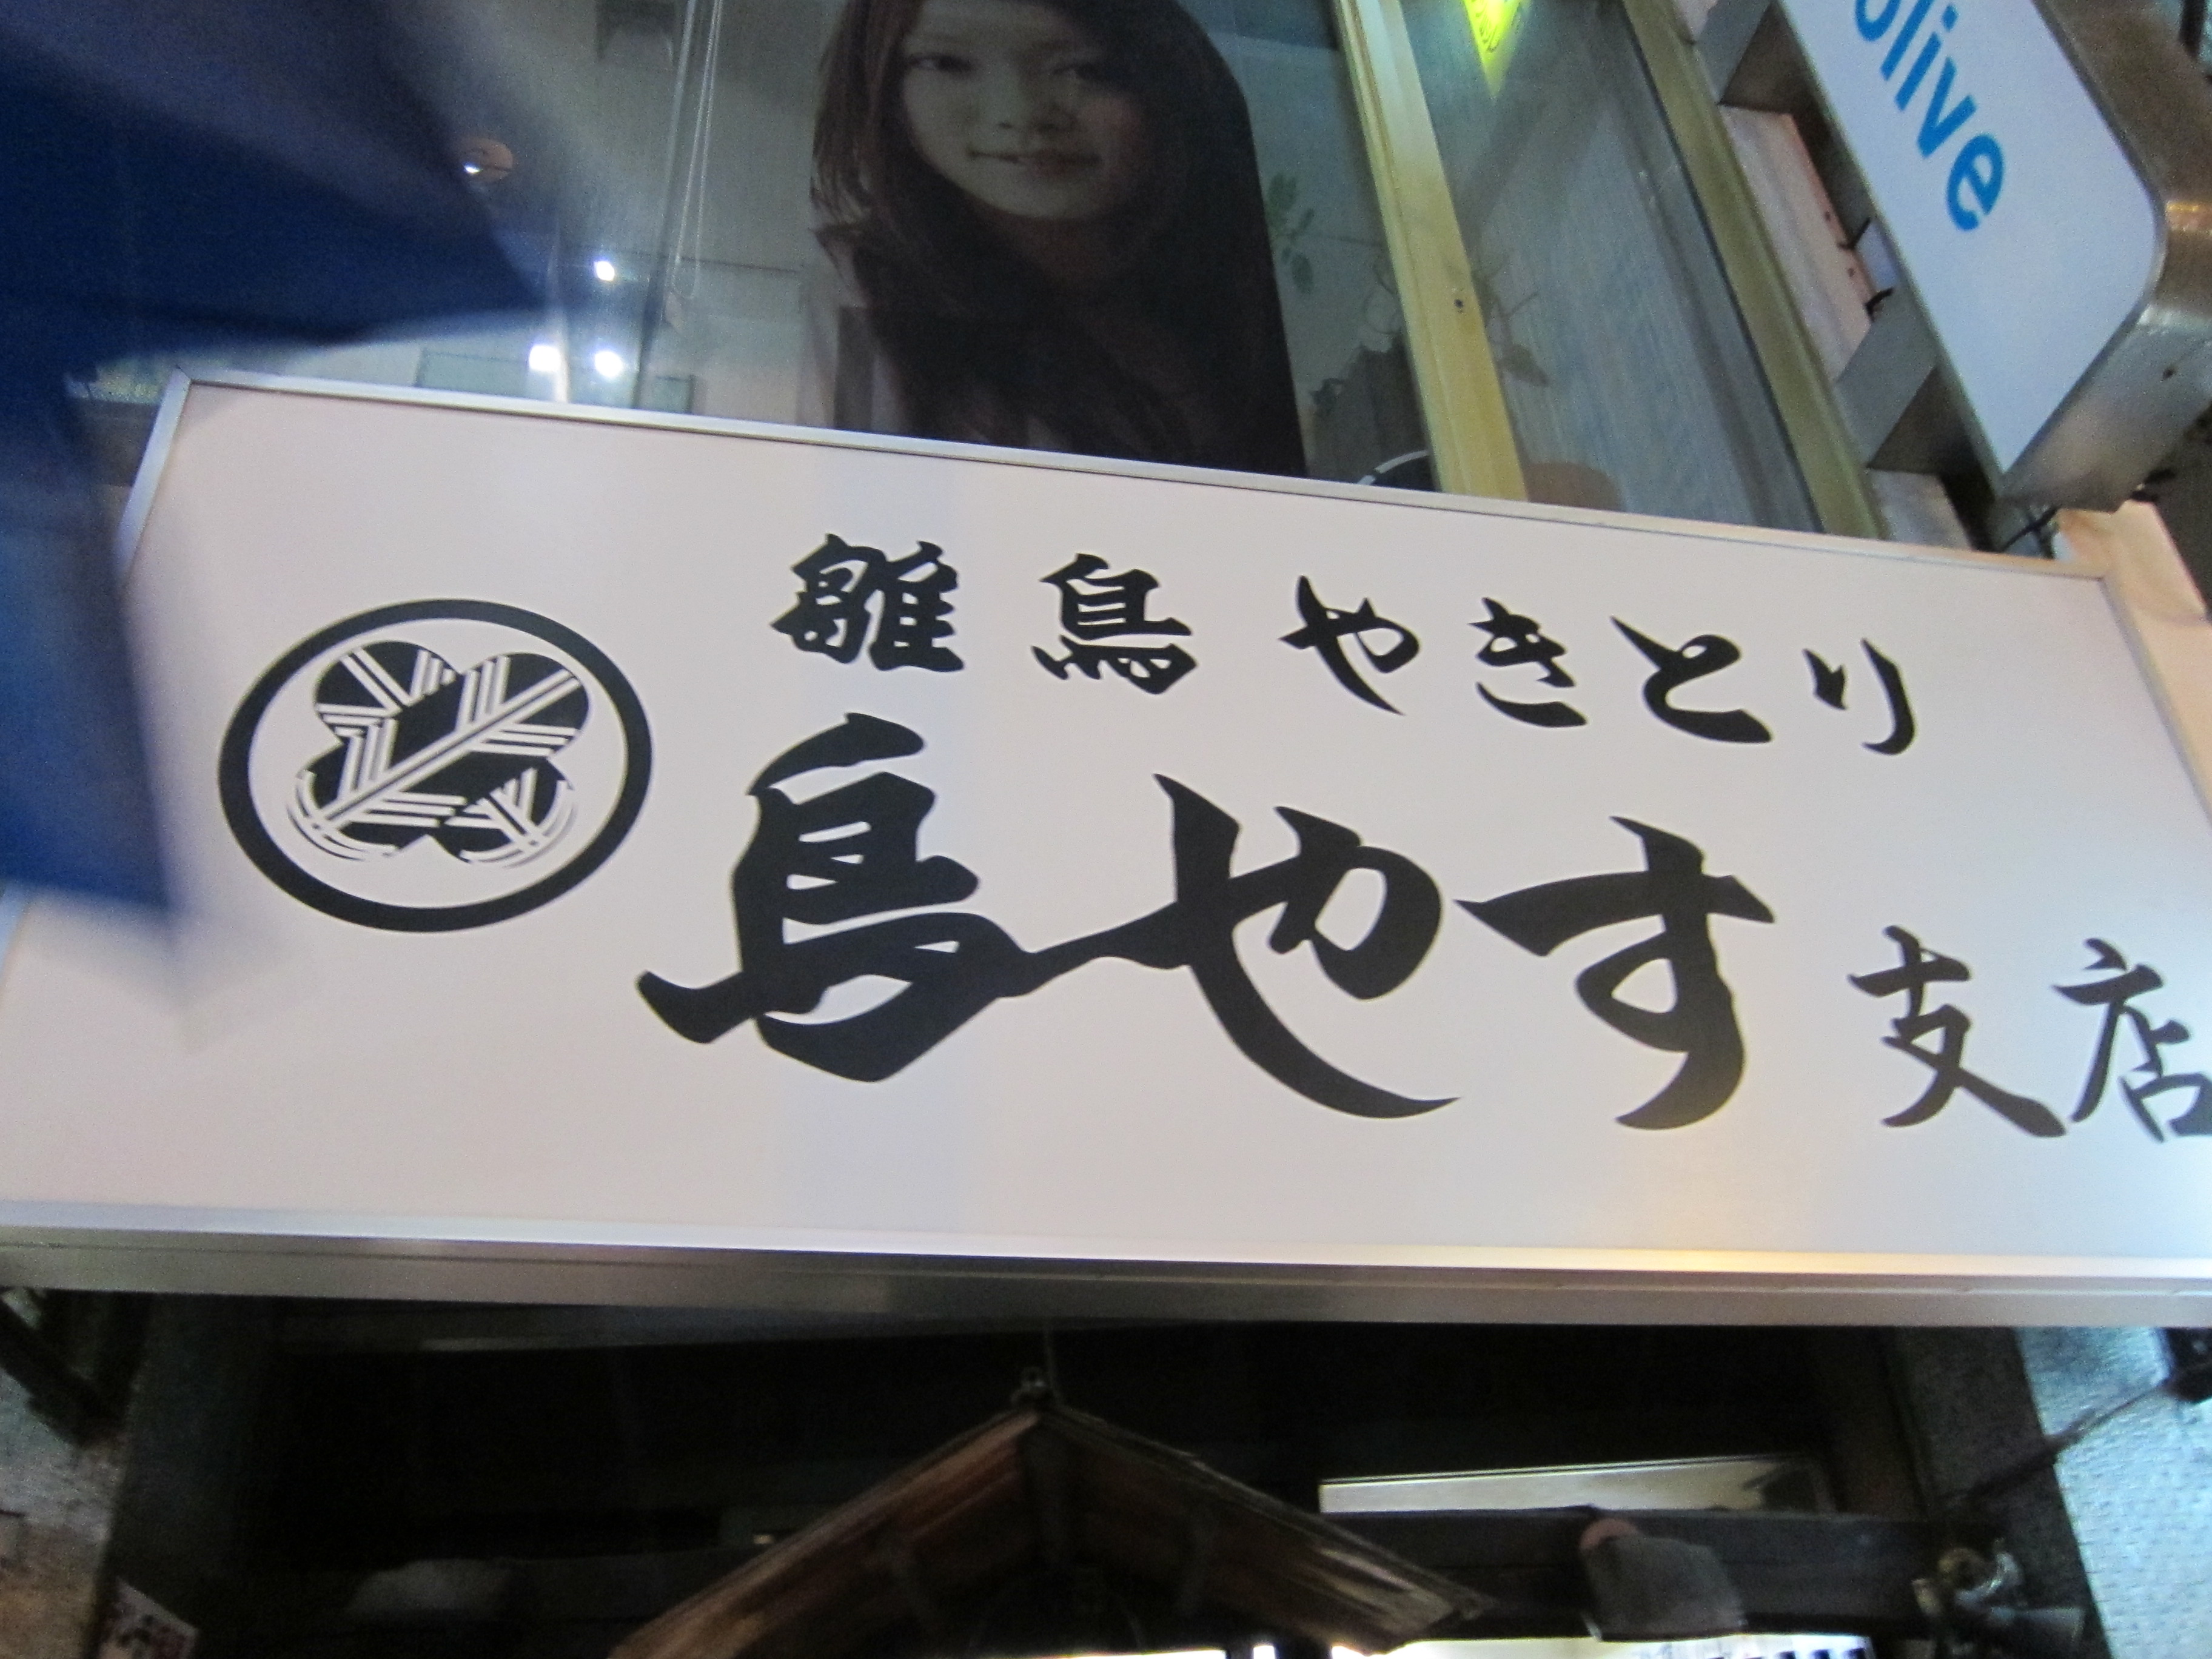 olive
雛鳥 やきとり
鳥やす 支店